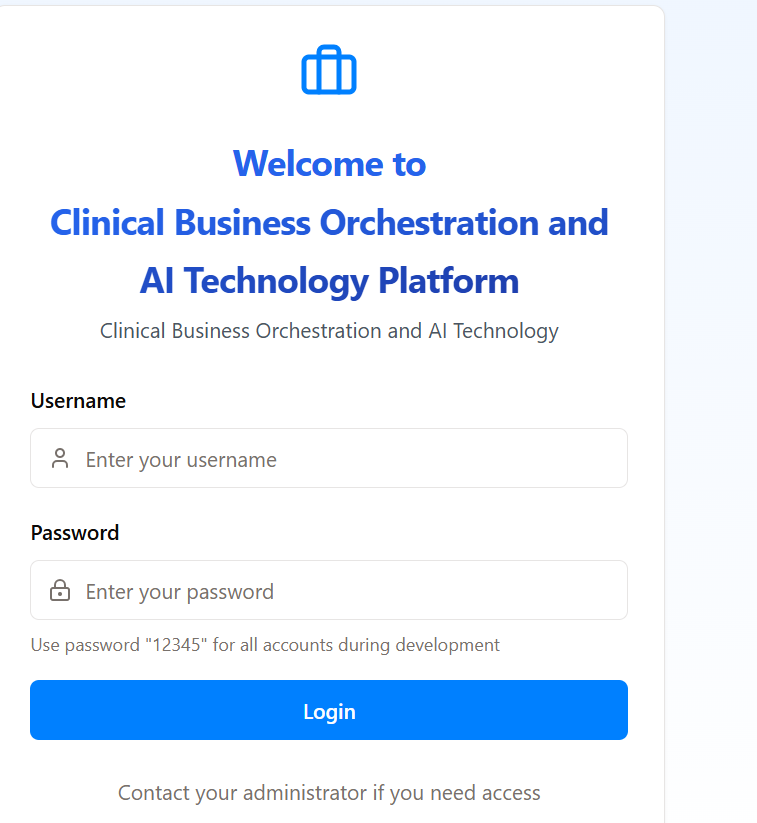 Welcome to
Clinical Business Orchestration and
AI Technology Platform
Clinical Business Orchestration and AI Technology
Username
Enter your username
Password
Enter your password
Use password "12345" for all accounts during development
Login
Contact your administrator if you need access